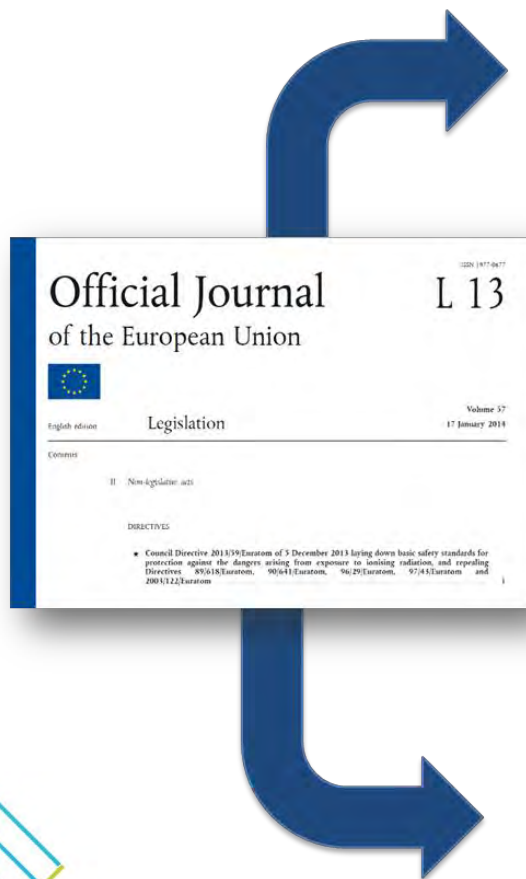 ISSN 1977-0677
Official Journal
L 13
of the European Union
Volume 57
English edition
Legislation
17 January 2014
Contents
II Non-legislative acts
DIRECTIVES
★ Council Directive 2013/59/Euratom of 5 December 2013 laying down basic safety standards for
protection against the dangers arising from exposure to ionising radiation, and repealing
Directives 89/618/Euratom, 90/641/Euratom, 96/29/Euratom, 97/43/Euratom and
2003/122/Euratom
1